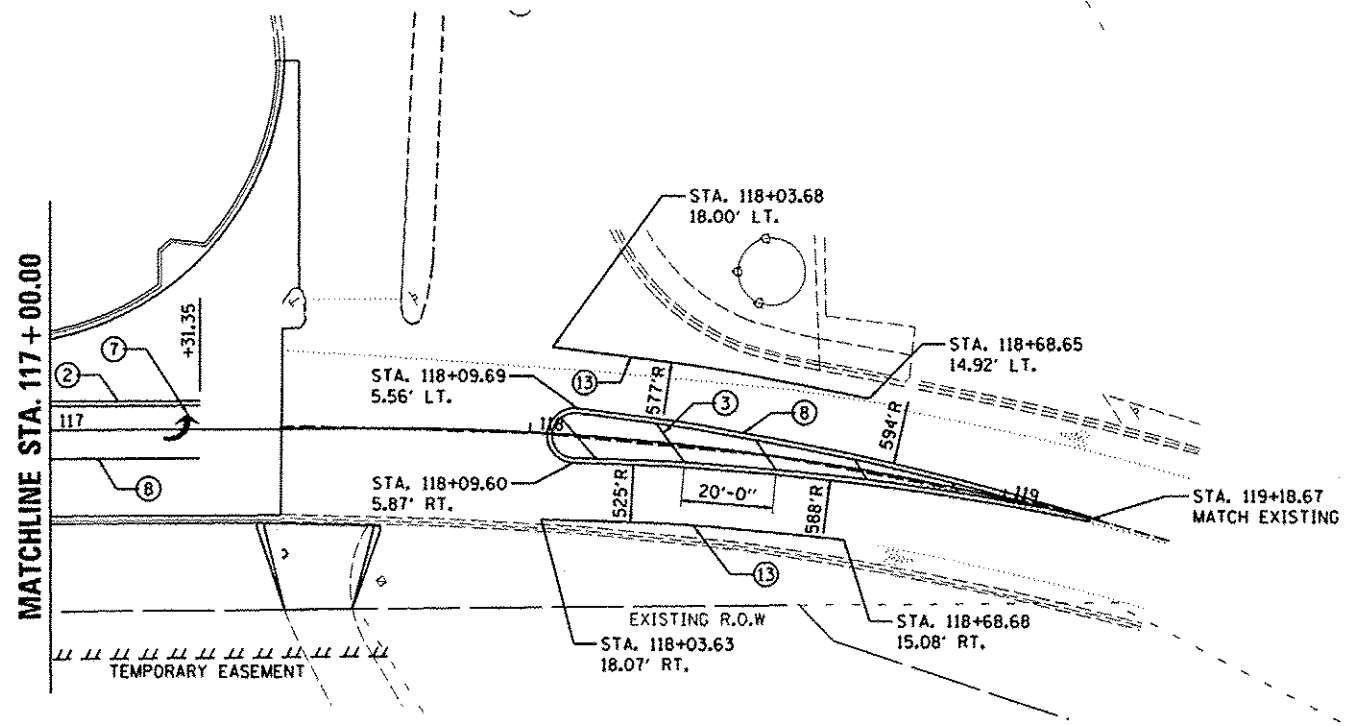 MATCHLINE STA. 117+00.00
STA. 118+03.68
18.00' LT.
+31.35
7
2
117
8
STA. 118+09.69
5.56' LT.
13
577'R
3
8
STA. 118+68.65
14.92' LT.
594'R
118
119
STA. 118+09.60
5.87' RT.
525'R
20'-0"
588'R
STA. 119+18.67
MATCH EXISTING
13
EXISTING R.O.W
STA. 118+03.63
18.07' RT.
STA. 118+68.68
15.08' RT.
TEMPORARY EASEMENT